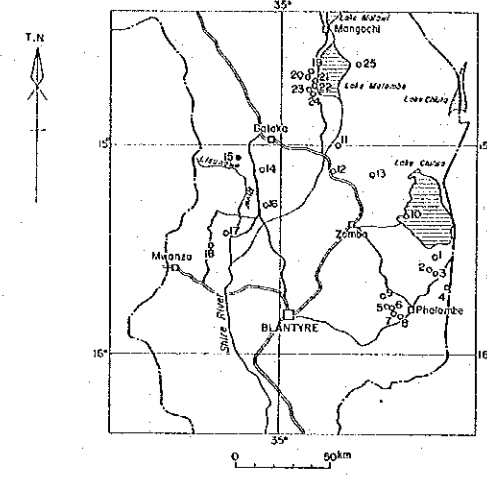 T.N
35°
Lake Malawi
Mangochi
19
20 21 25
22
23 Lake Malombe
24
Lake Chiuta
Balaka
15° 11 15°
Lisungwe 15 Lake Chilwa
14 12 13
16 10
17 Zomba
18
Mwanza 1
2 3
9 4
5 6 Phalombe
7 8
Shire River BLANTYRE
16° 16°
35°
0 50km